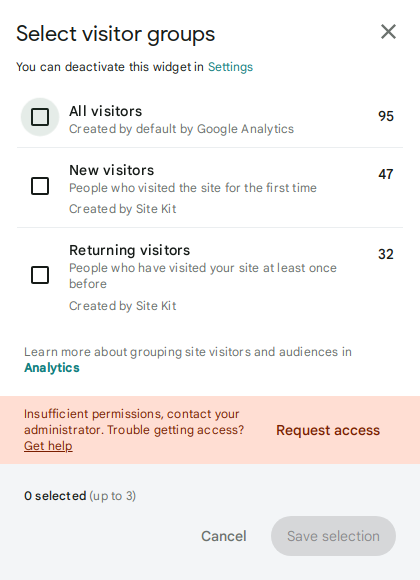 Select visitor groups
You can deactivate this widget in Settings
All visitors
95
Created by default by Google Analytics
New visitors
47
People who visited the site for the first time
Created by Site Kit
Returning visitors
32
People who have visited your site at least once
before
Created by Site Kit
Learn more about grouping site visitors and audiences in
Analytics
Insufficient permissions, contact your
administrator. Trouble getting access?
Get help
Request access
0 selected (up to 3)
Cancel
Save selection